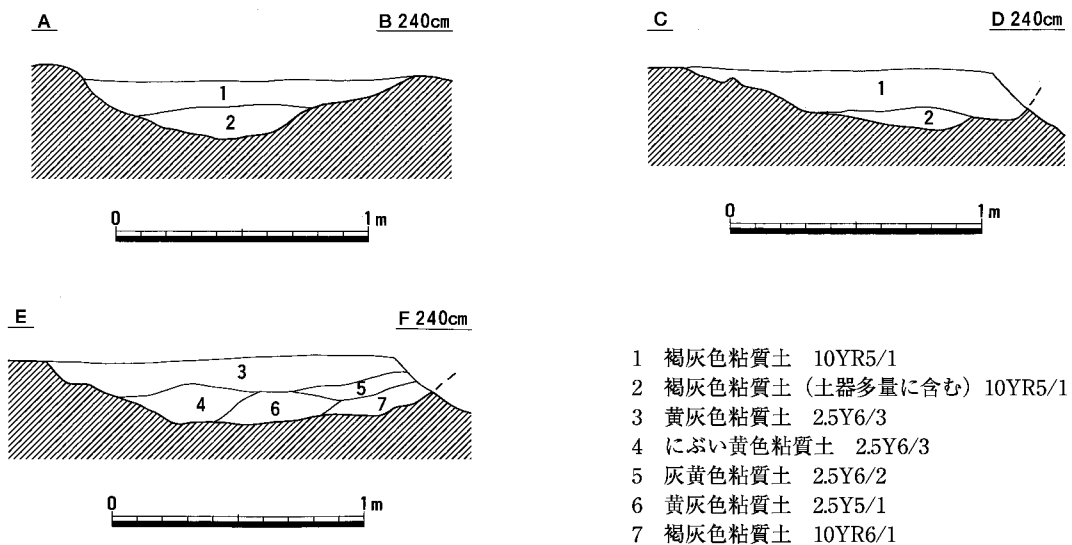 A B 240cm
1
2
0 1m
C D 240cm
1
2
0 1m
E F 240cm
3
4 6 5 7
0 1m
1 褐灰色粘質土 10YR5/1
2 褐灰色粘質土（土器多量に含む）10YR5/1
3 黄灰色粘質土 2.5Y6/3
4 にぶい黄色粘質土 2.5Y6/3
5 灰黄色粘質土 2.5Y6/2
6 黄灰色粘質土 2.5Y5/1
7 褐灰色粘質土 10YR6/1